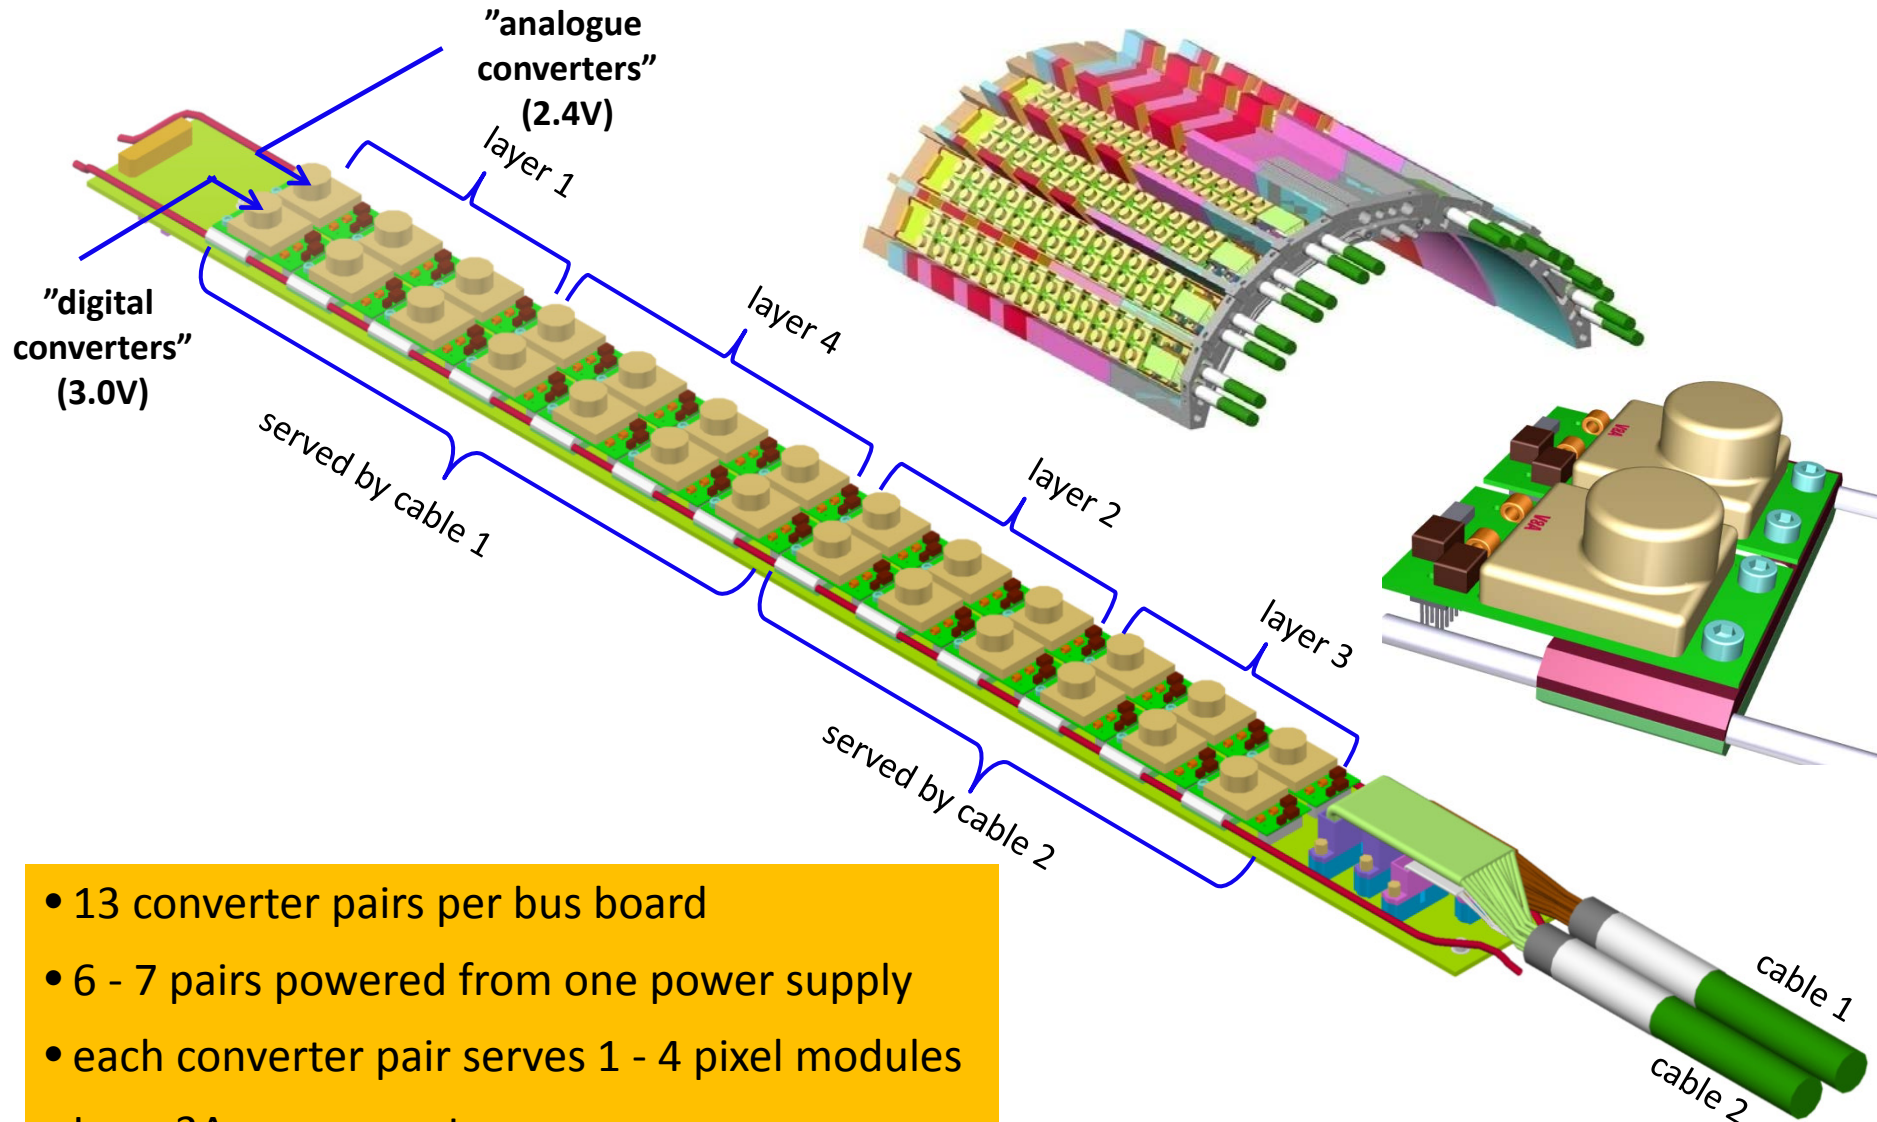 ”analogue
converters”
(2.4V)
layer 1
layer 4
”digital
converters”
(3.0V)
layer 2
served by cable 1
layer 3
V8A
V8A
served by cable 2
• 13 converter pairs per bus board
• 6 - 7 pairs powered from one power supply
• each converter pair serves 1 - 4 pixel modules
cable 1
cable 2